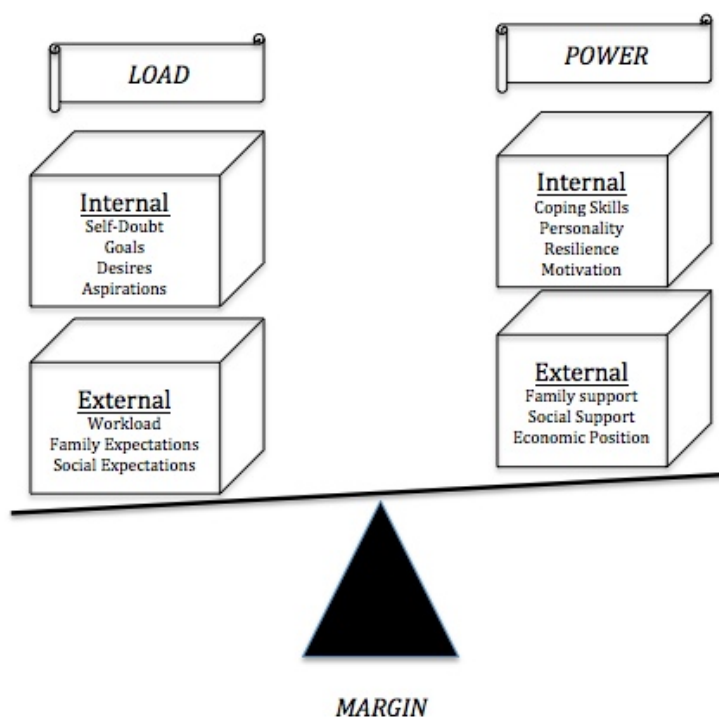 LOAD
Internal
Self-Doubt
Goals
Desires
Aspirations
External
Workload
Family Expectations
Social Expectations
POWER
Internal
Coping Skills
Personality
Resilience
Motivation
External
Family support
Social Support
Economic Position
MARGIN